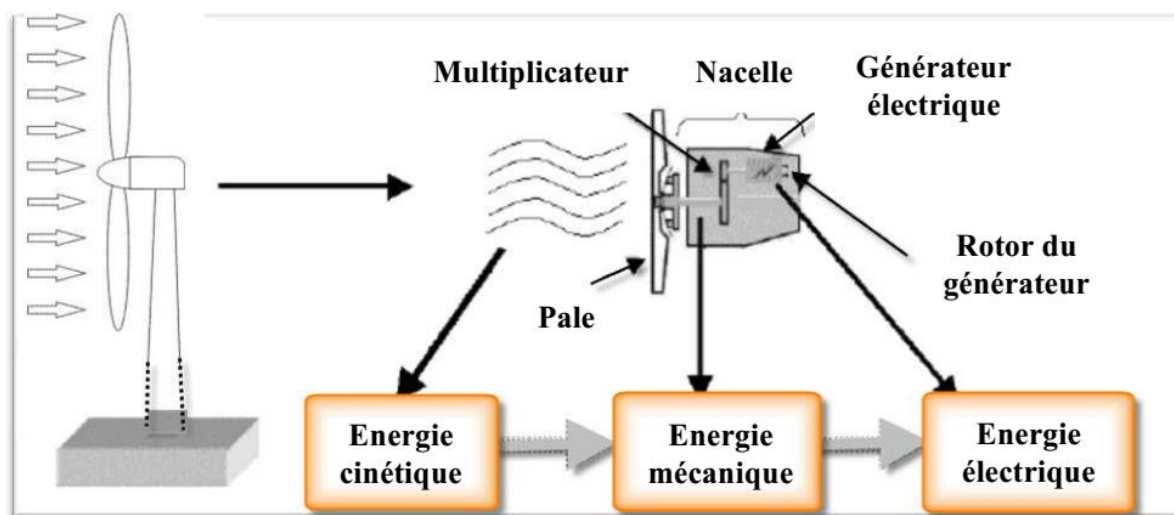 Multiplicateur
Nacelle
Générateur
électrique
Pale
Rotor du
générateur
Energie
cinétique
Energie
mécanique
Energie
électrique